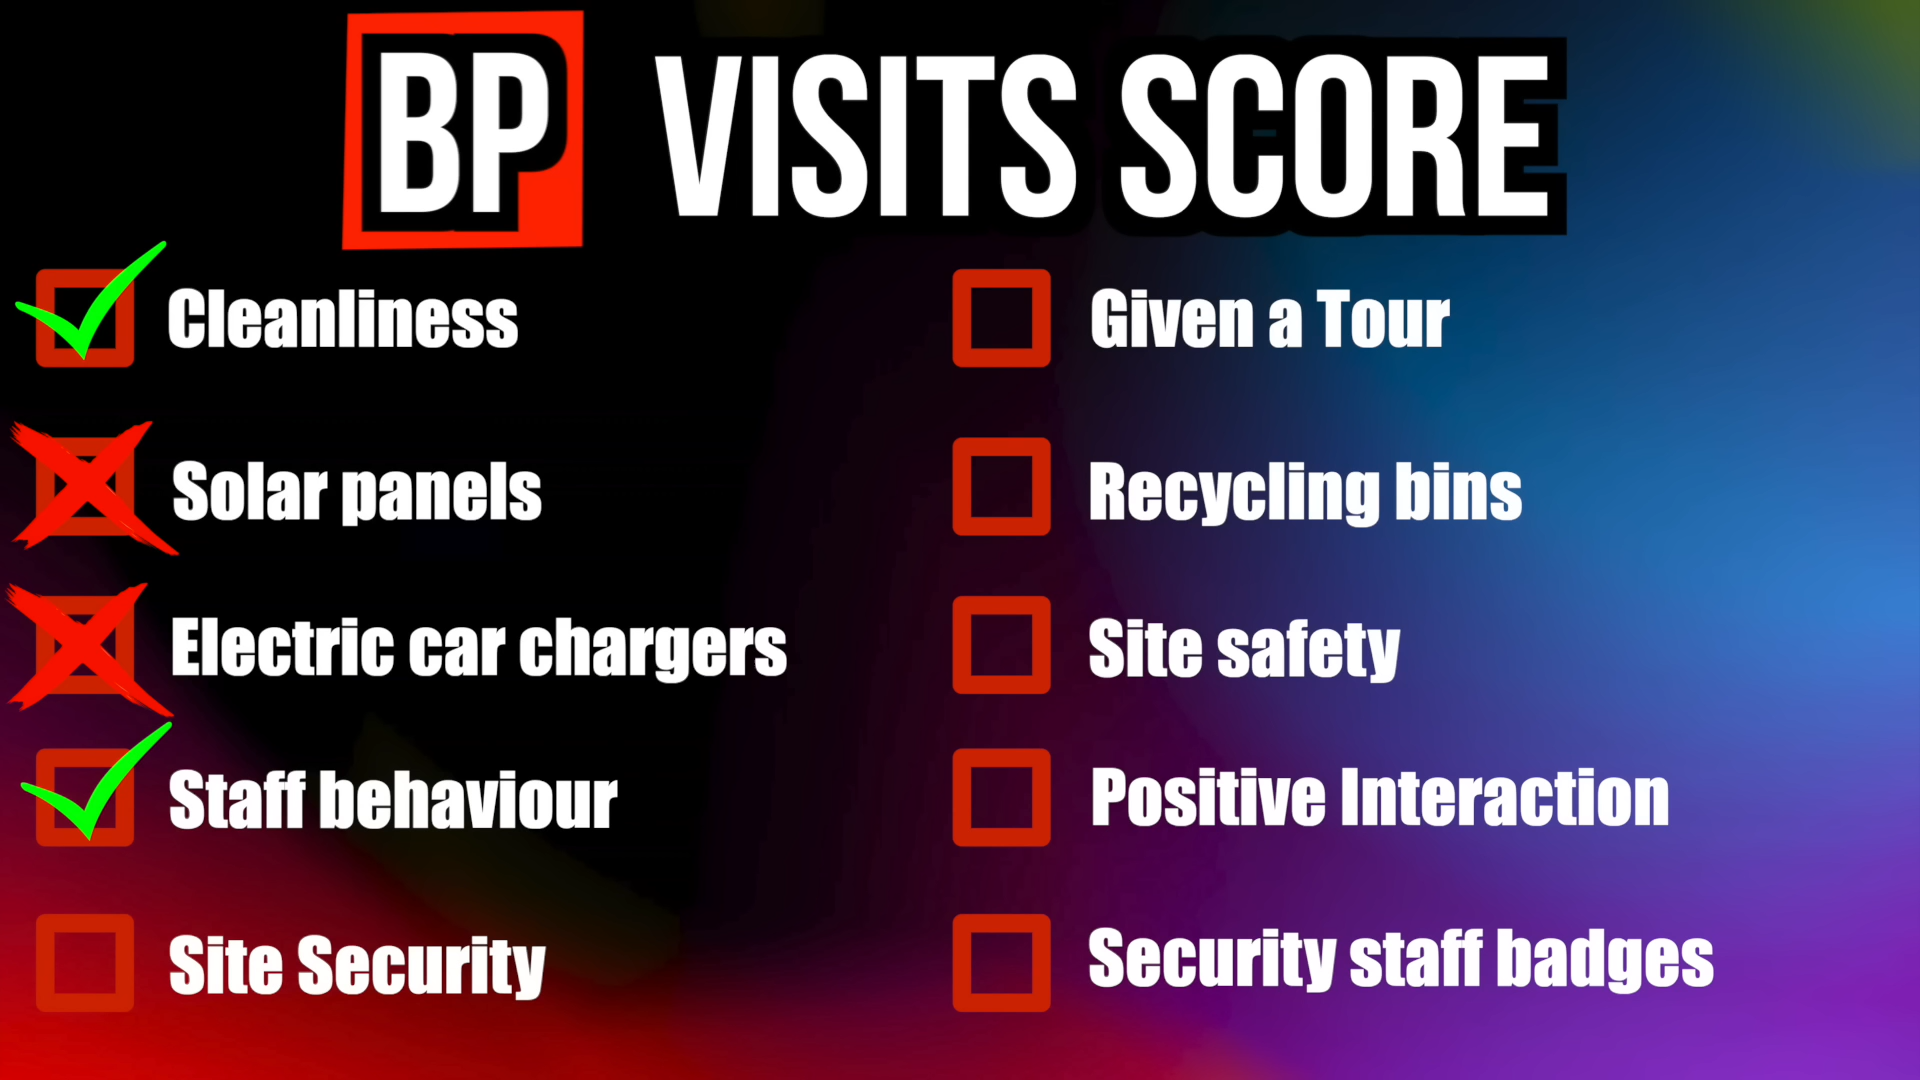 BP VISITS SCORE
Cleanliness
Solar panels
Electric car chargers
Staff behaviour
Site Security
Given a Tour
Recycling bins
Site safety
Positive Interaction
Security staff badges